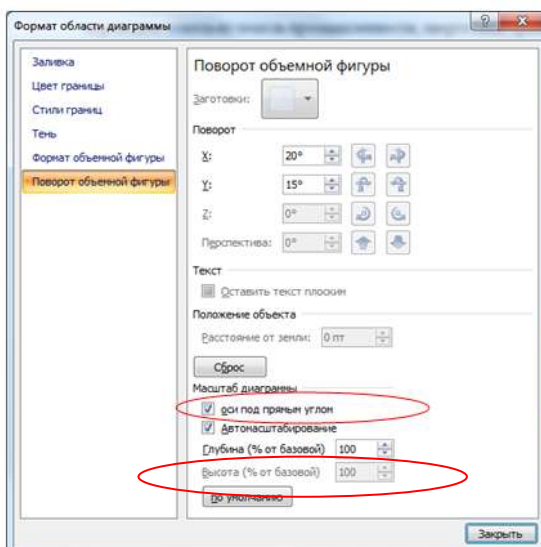 Формат области диаграммы
Заливка
Цвет границы
Стили границ
Тень
Формат объемной фигуры
Поворот объемной фигуры
Поворот объемной фигуры
Заготовки:
Поворот
X: 20°
Y: 15°
Z: 0°
Перспектива: 0°
Текст
Оставить текст плоским
Положение объекта
Расстояние от земли: 0 пт
Сброс
Масштаб диаграммы
оси под прямым углом
Автомасштабирование
Глубина (% от базовой) 100
Высота (% от базовой) 100
По умолчанию
Закрыть